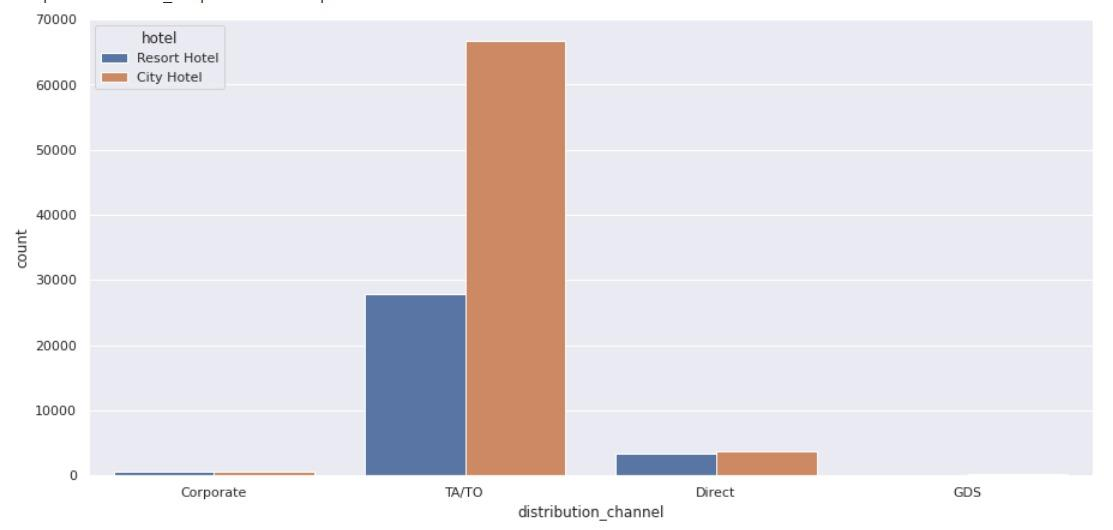 70000
hotel
Resort Hotel
City Hotel
60000
50000
40000
30000
20000
10000
0
count
Corporate TA/TO Direct GDS
distribution_channel